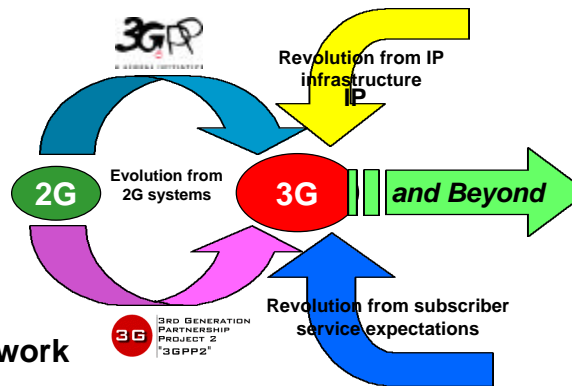 3GPP
A GLOBAL INITIATIVE
Revolution from IP
infrastructure
IP
Evolution from
2G systems
2G
3G
and Beyond
Revolution from subscriber
service expectations
3G
3RD GENERATION
PARTNERSHIP
PROJECT 2
"3GPP2"
work